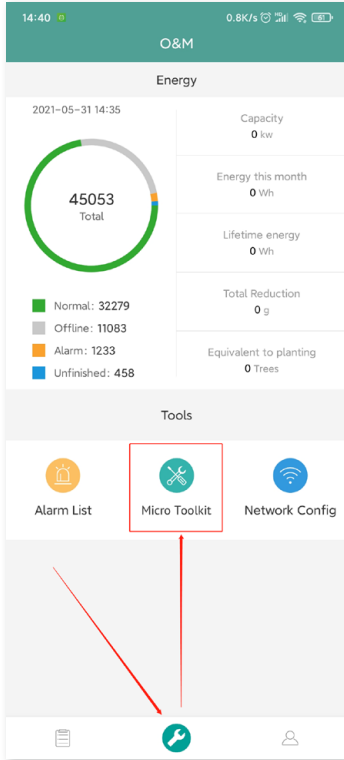 14:40
0.8K/s HD 61
O&M
Energy
2021-05-31 14:35
45053
Total
Normal: 32279
Offline: 11083
Alarm: 1233
Unfinished: 458
Capacity
0 kw
Energy this month
0 Wh
Lifetime energy
0 Wh
Total Reduction
0 g
Equivalent to planting
0 Trees
Tools
Alarm List
Micro Toolkit
Network Config